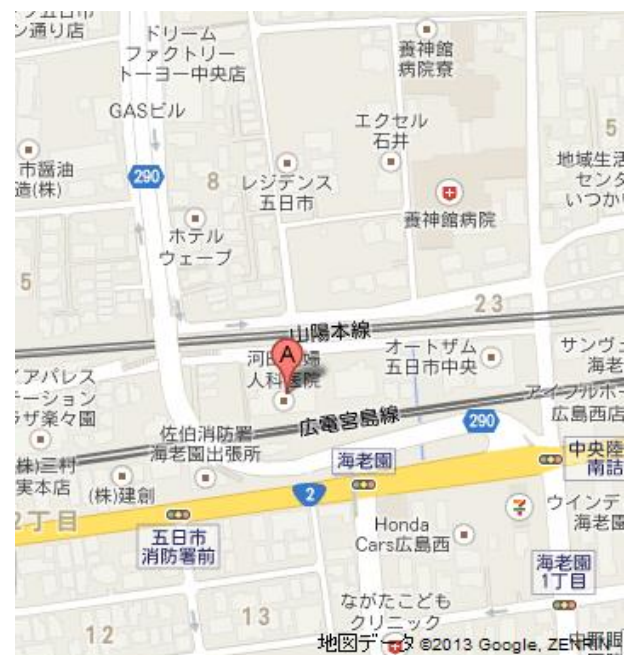 ン通り店
ドリーム
ファクトリー
トーヨー中央店
養神館
病院寮
GASビル
エクセル
石井
5
市醤油
造(株)
290
8
レジデンス
五日市
地域生活
センタ
いつか
養神館病院
ホテル
ウェーブ
5
23
山陽本線
A
河
婦
人科医院
オートザム
五日市中央
サンヴェ
海老
アパレス
ーション
ラザ楽々園
広電宮島線
アイブルホー
広島西店
290
佐伯消防署
海老園出張所
海老園
中央陸
南詰
株)三村
実本店
(株)建創
2
ウインデ
海老園
2丁目
五日市
消防署前
Honda
Cars広島西
海老園
1丁目
ながたこども
クリニック
13
12
地図データ ©2013 Google, ZENRIN